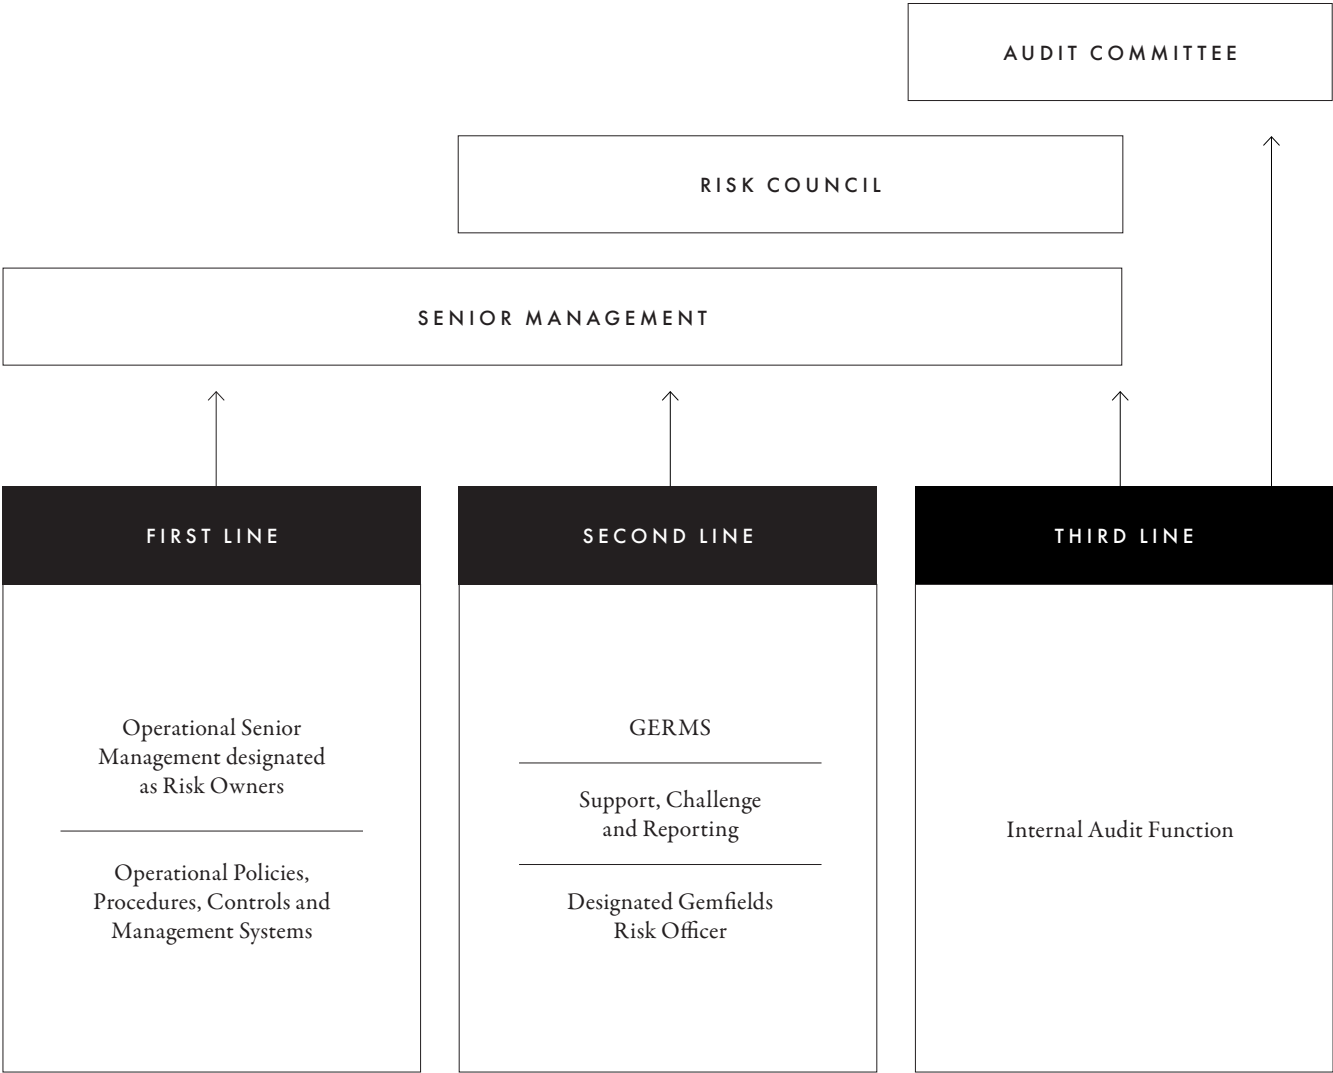 AUDIT COMMITTEE
RISK COUNCIL
SENIOR MANAGEMENT
FIRST LINE
Operational Senior
Management designated
as Risk Owners
Operational Policies,
Procedures, Controls and
Management Systems
SECOND LINE
GERMS
Support, Challenge
and Reporting
Designated Gemfields
Risk Officer
THIRD LINE
Internal Audit Function